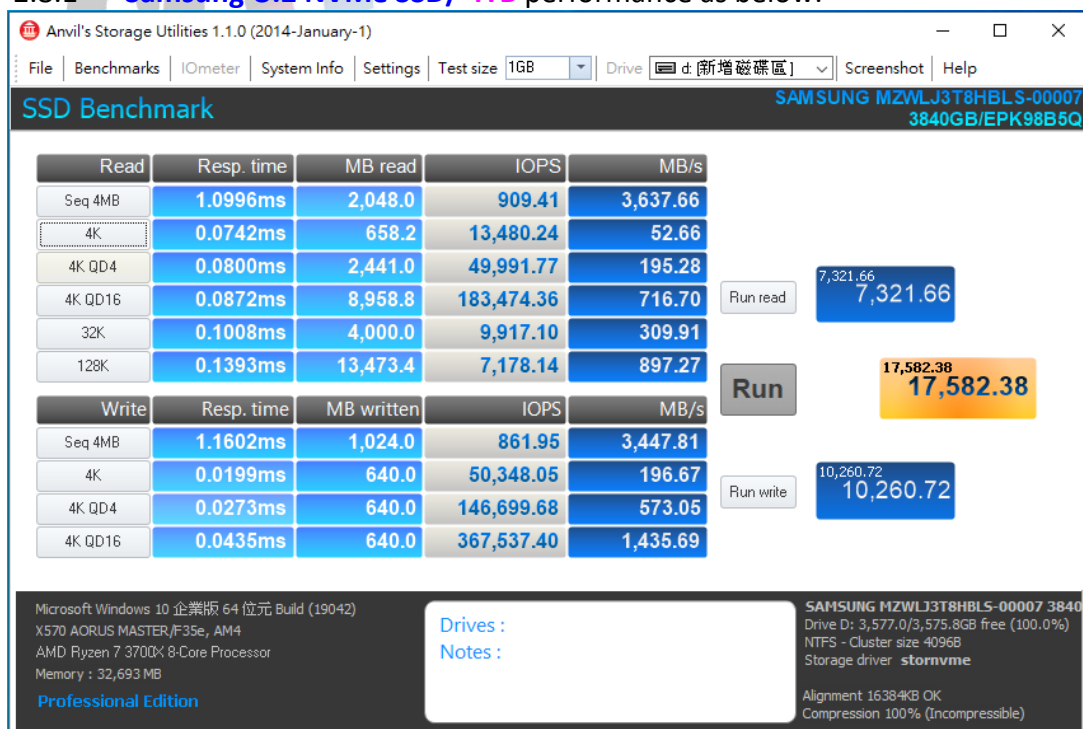 Samsung U.2 NVMe SSD/ 4TB performance as below:
Anvil's Storage Utilities 1.1.0 (2014-January-1)
File Benchmarks IOmeter System Info Settings Test size 1GB Drive d: [新增磁碟區] Screenshot Help
SSD Benchmark
SAMSUNG MZWLJ3T8HBLS-00007
3840GB/EPK98B5Q
Read Resp. time MB read IOPS MB/s
Seq 4MB 1.0996ms 2,048.0 909.41 3,637.66
4K 0.0742ms 658.2 13,480.24 52.66
4K QD4 0.0800ms 2,441.0 49,991.77 195.28
4K QD16 0.0872ms 8,958.8 183,474.36 716.70
32K 0.1008ms 4,000.0 9,917.10 309.91
128K 0.1393ms 13,473.4 7,178.14 897.27
Run read
7,321.66
7,321.66
Run
17,582.38
17,582.38
Write Resp. time MB written IOPS MB/s
Seq 4MB 1.1602ms 1,024.0 861.95 3,447.81
4K 0.0199ms 640.0 50,348.05 196.67
4K QD4 0.0273ms 640.0 146,699.68 573.05
4K QD16 0.0435ms 640.0 367,537.40 1,435.69
Run write
10,260.72
10,260.72
Microsoft Windows 10 企業版 64 位元 Build (19042)
X570 AORUS MASTER/F35e, AM4
AMD Ryzen 7 3700X 8-Core Processor
Memory : 32,693 MB
Professional Edition
Drives :
Notes :
SAMSUNG MZWLJ3T8HBLS-00007 3840
Drive D: 3,577.0/3,575.8GB free (100.0%)
NTFS - Cluster size 4096B
Storage driver stornvme
Alignment 16384KB OK
Compression 100% (Incompressible)